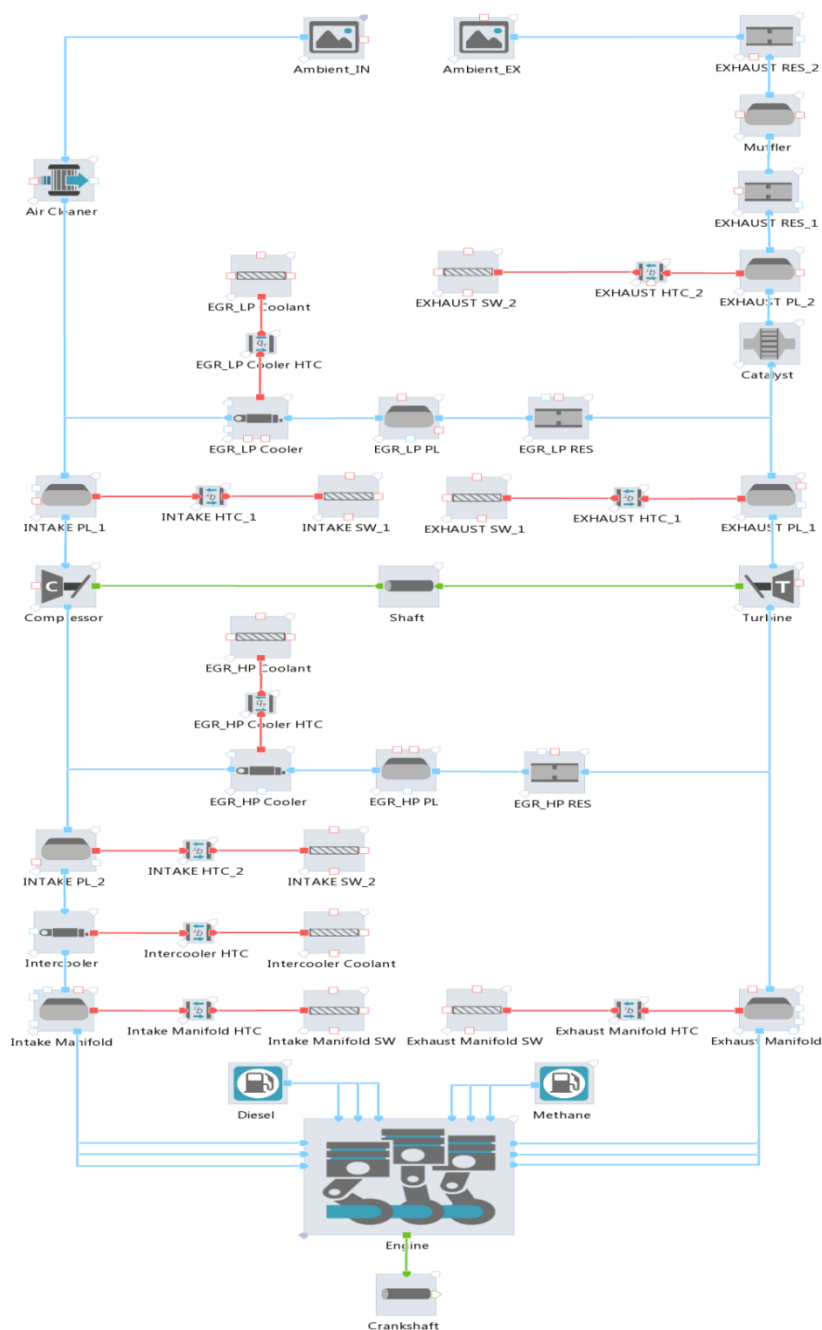 Ambient_IN
Ambient_EX
EXHAUST RES_2
Muffler
Air Cleaner
EXHAUST RES_1
EGR_LP Coolant
EXHAUST SW_2
EXHAUST HTC_2
EXHAUST PL_2
EGR_LP Cooler HTC
Catalyst
EGR_LP Cooler
EGR_LP PL
EGR_LP RES
INTAKE PL_1
INTAKE HTC_1
INTAKE SW_1
EXHAUST SW_1
EXHAUST HTC_1
EXHAUST PL_1
C
T
Compressor
Shaft
Turbine
EGR_HP Coolant
EGR_HP Cooler HTC
EGR_HP Cooler
EGR_HP PL
EGR_HP RES
INTAKE PL_2
INTAKE HTC_2
INTAKE SW_2
Intercooler
Intercooler HTC
Intercooler Coolant
Intake Manifold
Intake Manifold HTC
Intake Manifold SW
Exhaust Manifold SW
Exhaust Manifold HTC
Exhaust Manifold
Diesel
Methane
Engine
Crankshaft